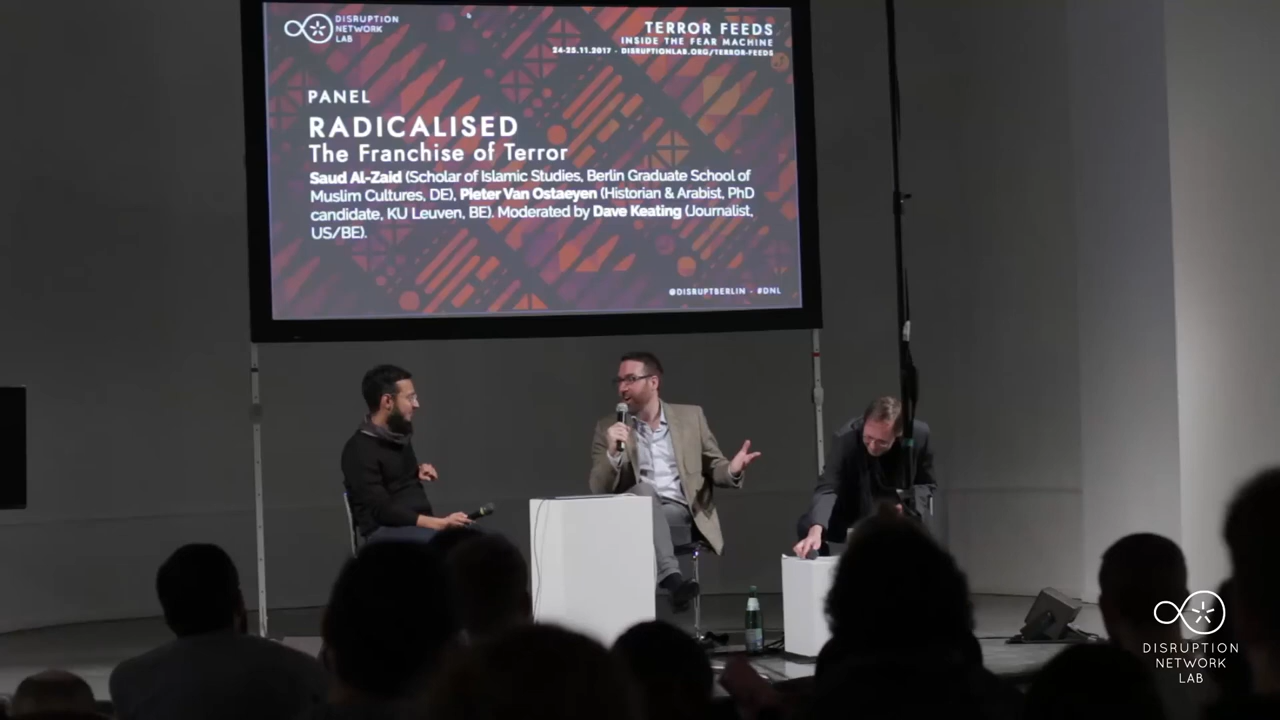 DISRUPTION
NETWORK
LAB
TERROR FEEDS
INSIDE THE FEAR MACHINE
24-25.11.2017 · DISRUPTIONLAB.ORG/TERROR-FEEDS
PANEL
RADICALISED
The Franchise of Terror
Saud Al-Zaid (Scholar of Islamic Studies, Berlin Graduate School of
Muslim Cultures, DE), Pieter Van Ostaeyen (Historian & Arabist, PhD
candidate, KU Leuven, BE). Moderated by Dave Keating (Journalist,
US/BE).
@DISRUPTBERLIN · #DNL
DISRUPTION
NETWORK
LAB